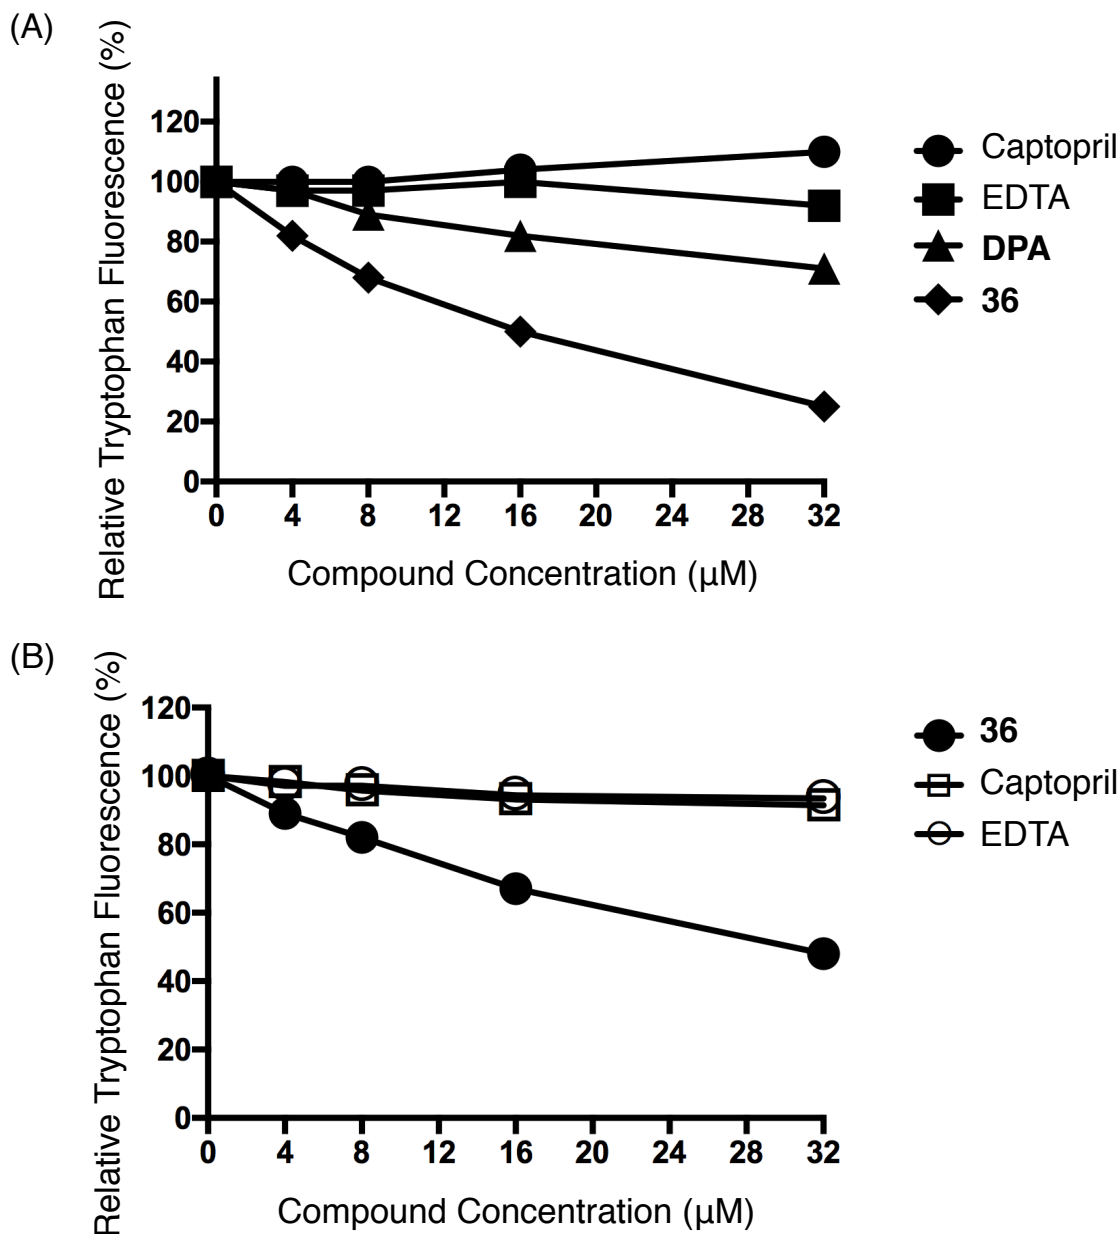 (A)
Relative Tryptophan Fluorescence (%)
120
100
80
60
40
20
0
0 4 8 12 16 20 24 28 32
Compound Concentration (μM)
Captopril
EDTA
DPA
36
(B)
Relative Tryptophan Fluorescence (%)
120
100
80
60
40
20
0
0 4 8 12 16 20 24 28 32
Compound Concentration (μM)
36
Captopril
EDTA